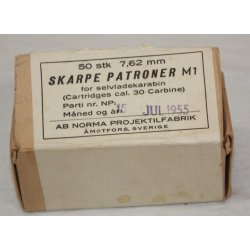 50 stk 7,62 mm
SKARPE PATRONER M1
for selvladekarabin
(Cartridges cal. 30 Carbine)
Parti nr. NP
Måned og år: JUL 1955
AB NORMA PROJEKTILFABRIK
ÅMOTFORS, SVERIGE